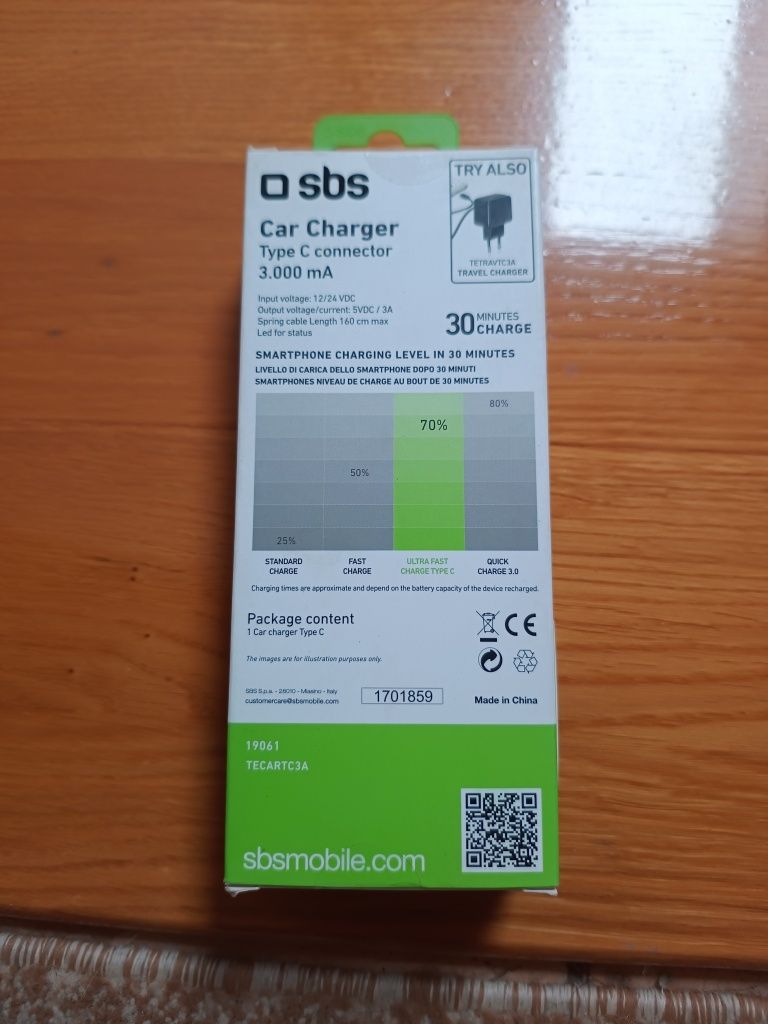 sbs
TRY ALSO
TETRAVTC3A
TRAVEL CHARGER
Car Charger
Type C connector
3.000 mA
Input voltage: 12/24 VDC
Output voltage/current: 5VDC / 3A
Spring cable Length 160 cm max
Led for status
30 MINUTES
CHARGE
SMARTPHONE CHARGING LEVEL IN 30 MINUTES
LIVELLO DI CARICA DELLO SMARTPHONE DOPO 30 MINUTI
SMARTPHONES NIVEAU DE CHARGE AU BOUT DE 30 MINUTES
80%
70%
50%
25%
STANDARD
CHARGE
FAST
CHARGE
ULTRA FAST
CHARGE TYPE C
QUICK
CHARGE 3.0
Charging times are approximate and depend on the battery capacity of the device recharged.
Package content
1 Car charger Type C
CE
The images are for illustration purposes only.
SBS S.p.a. - 28010 - Miasino - Italy
customercare@sbsmobile.com
1701859
Made in China
19061
TECARTC3A
sbsmobile.com